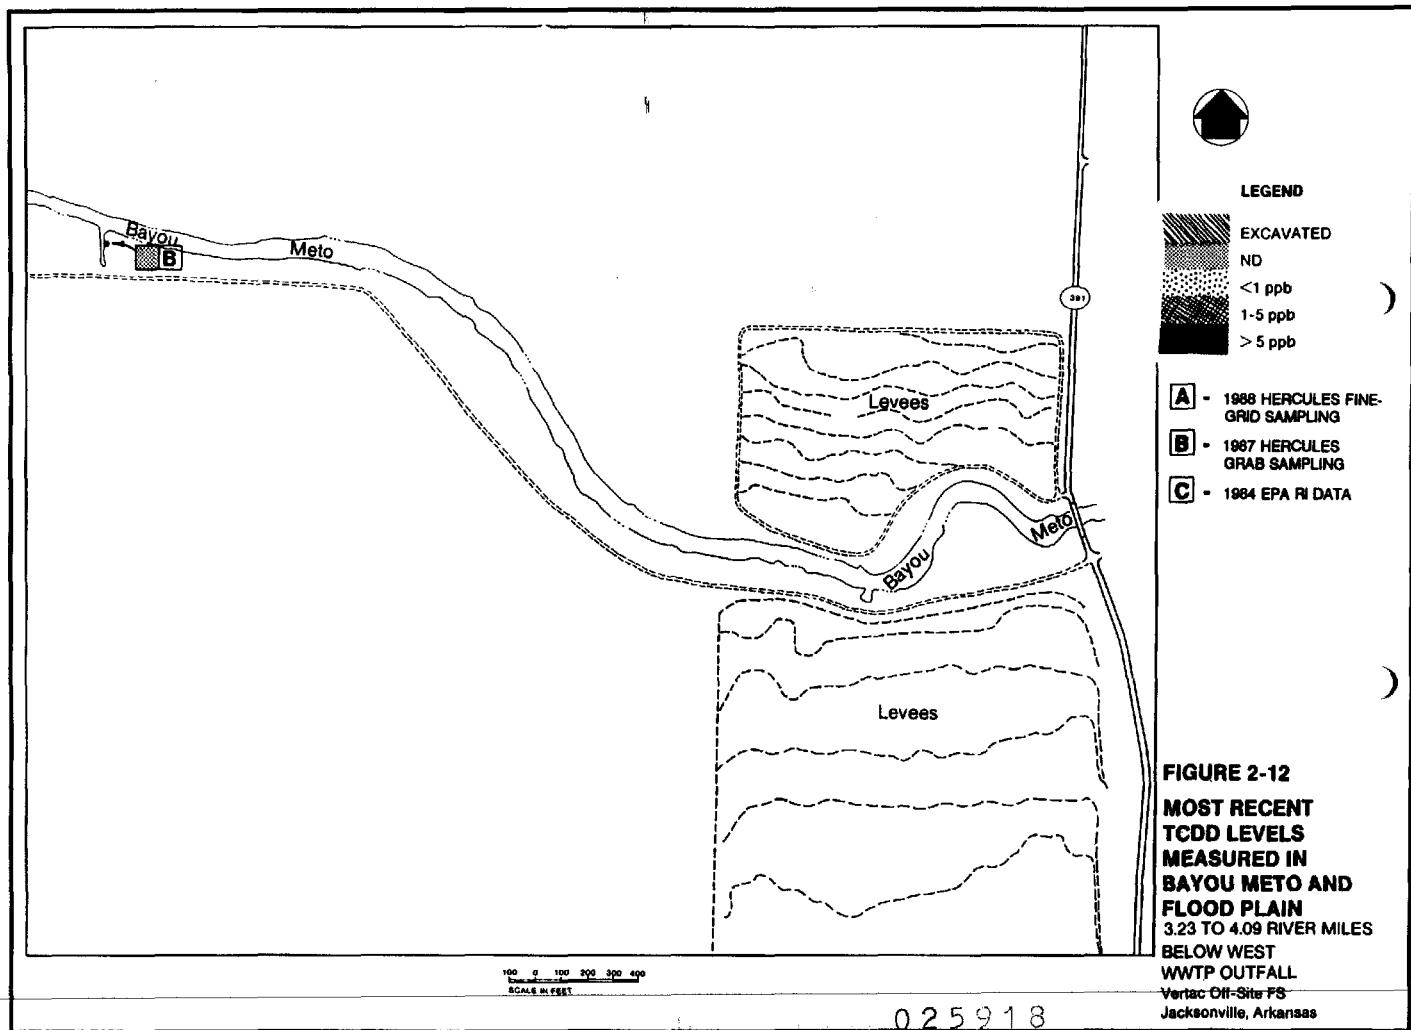 Bayou
Meto
B
391
Levees
Bayou
Meto
Levees
LEGEND
EXCAVATED
ND
<1 ppb
1-5 ppb
> 5 ppb
A - 1988 HERCULES FINE-
GRID SAMPLING
B - 1987 HERCULES
GRAB SAMPLING
C - 1984 EPA RI DATA
FIGURE 2-12
MOST RECENT
TCDD LEVELS
MEASURED IN
BAYOU METO AND
FLOOD PLAIN
3.23 TO 4.09 RIVER MILES
BELOW WEST
WWTP OUTFALL
Vertac Off-Site FS
Jacksonville, Arkansas
100 0 100 200 300 400
SCALE IN FEET
025918